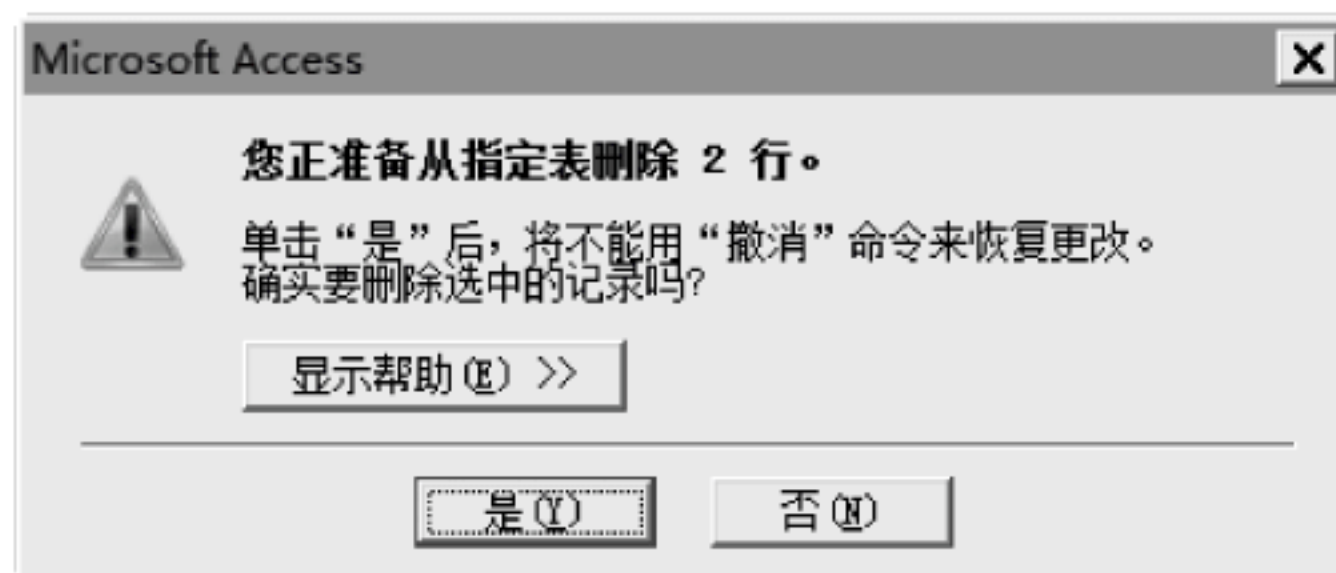 Microsoft Access
您正准备从指定表删除 2 行。
单击“是”后，将不能用“撤消”命令来恢复更改。
确实要删除选中的记录吗?
显示帮助(E) >>
是(Y) 否(N)